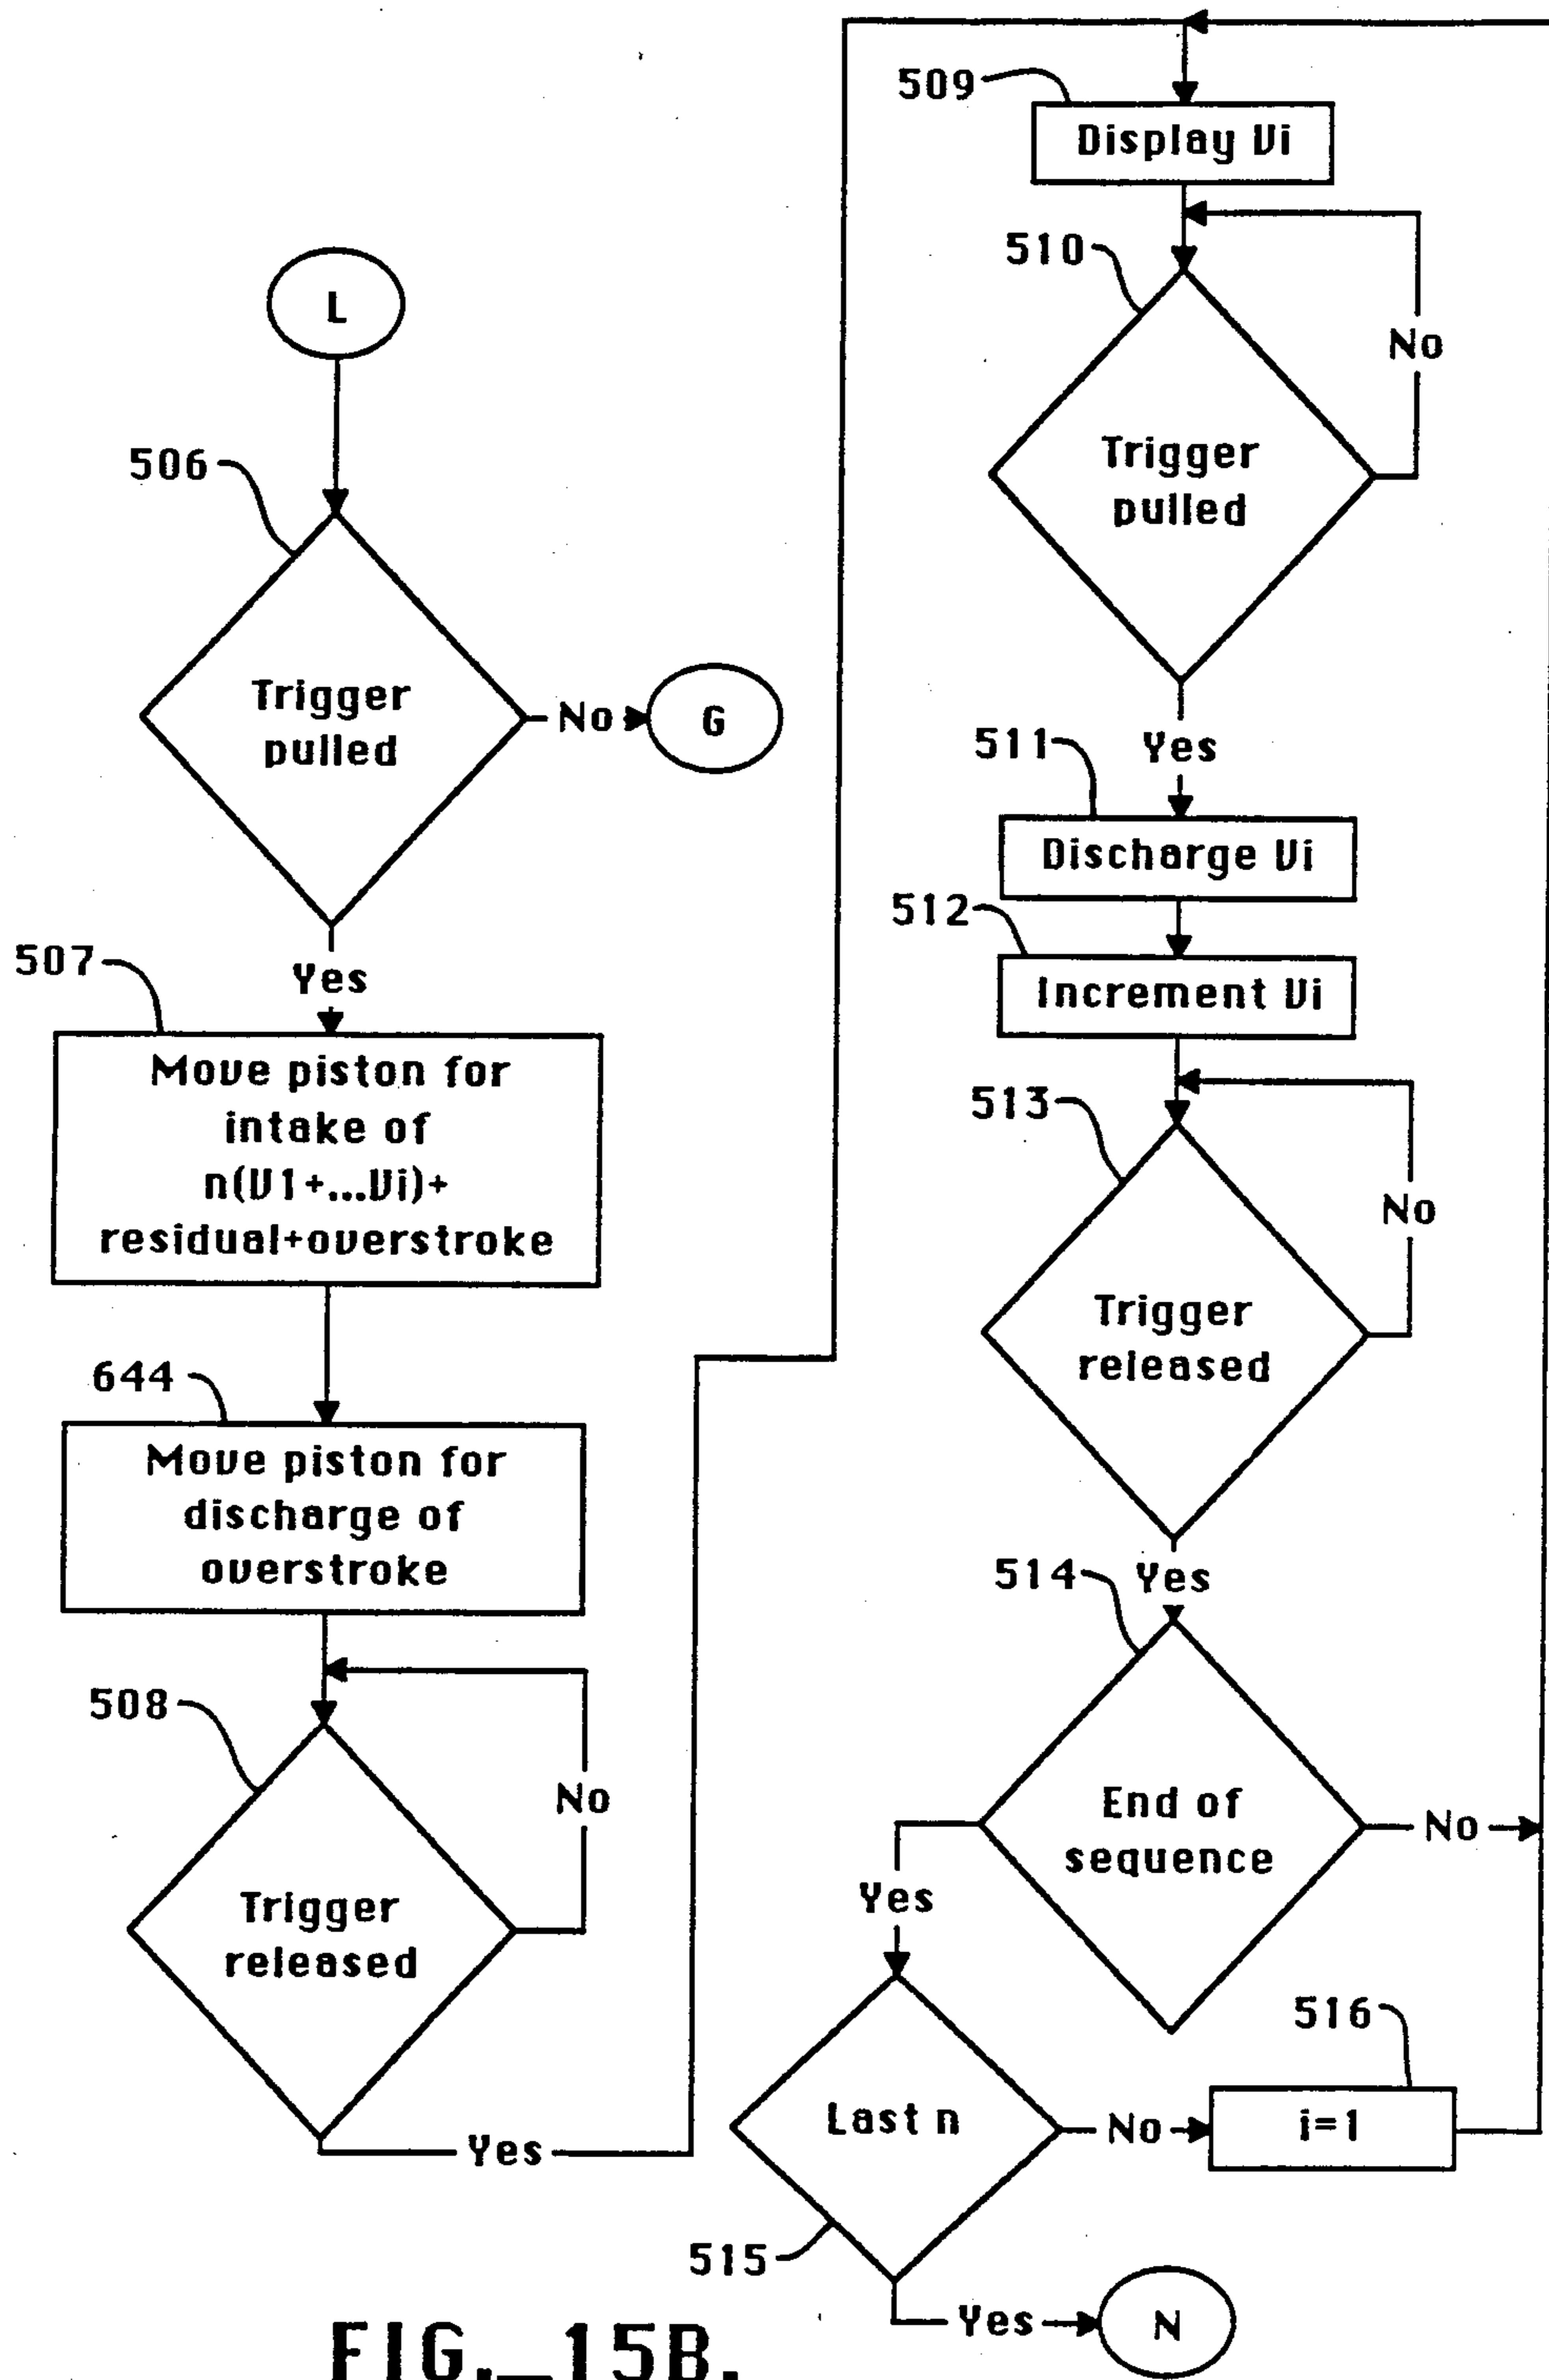 L
506
Trigger
pulled
No
G
Yes
507
Move piston for
intake of
n(V1+...Vi)+
residual+overstroke
644
Move piston for
discharge of
overstroke
508
No
Trigger
released
Yes
509
Display Vi
510
No
Trigger
pulled
Yes
511
Discharge Vi
512
Increment Vi
513
No
Trigger
released
Yes
514
End of
sequence
No
Yes
516
Last n
No
i=1
515
Yes
N
FIG._15B.